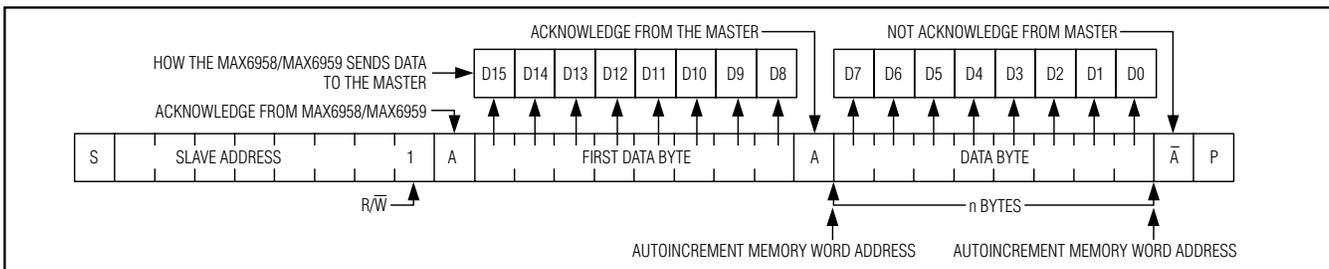 ACKNOWLEDGE FROM THE MASTER
NOT ACKNOWLEDGE FROM MASTER
HOW THE MAX6958/MAX6959 SENDS DATA
TO THE MASTER
D15 D14 D13 D12 D11 D10 D9 D8
D7 D6 D5 D4 D3 D2 D1 D0
ACKNOWLEDGE FROM MAX6958/MAX6959
S SLAVE ADDRESS 1 A FIRST DATA BYTE A DATA BYTE A̅ P
R/W̅
n BYTES
AUTOINCREMENT MEMORY WORD ADDRESS
AUTOINCREMENT MEMORY WORD ADDRESS